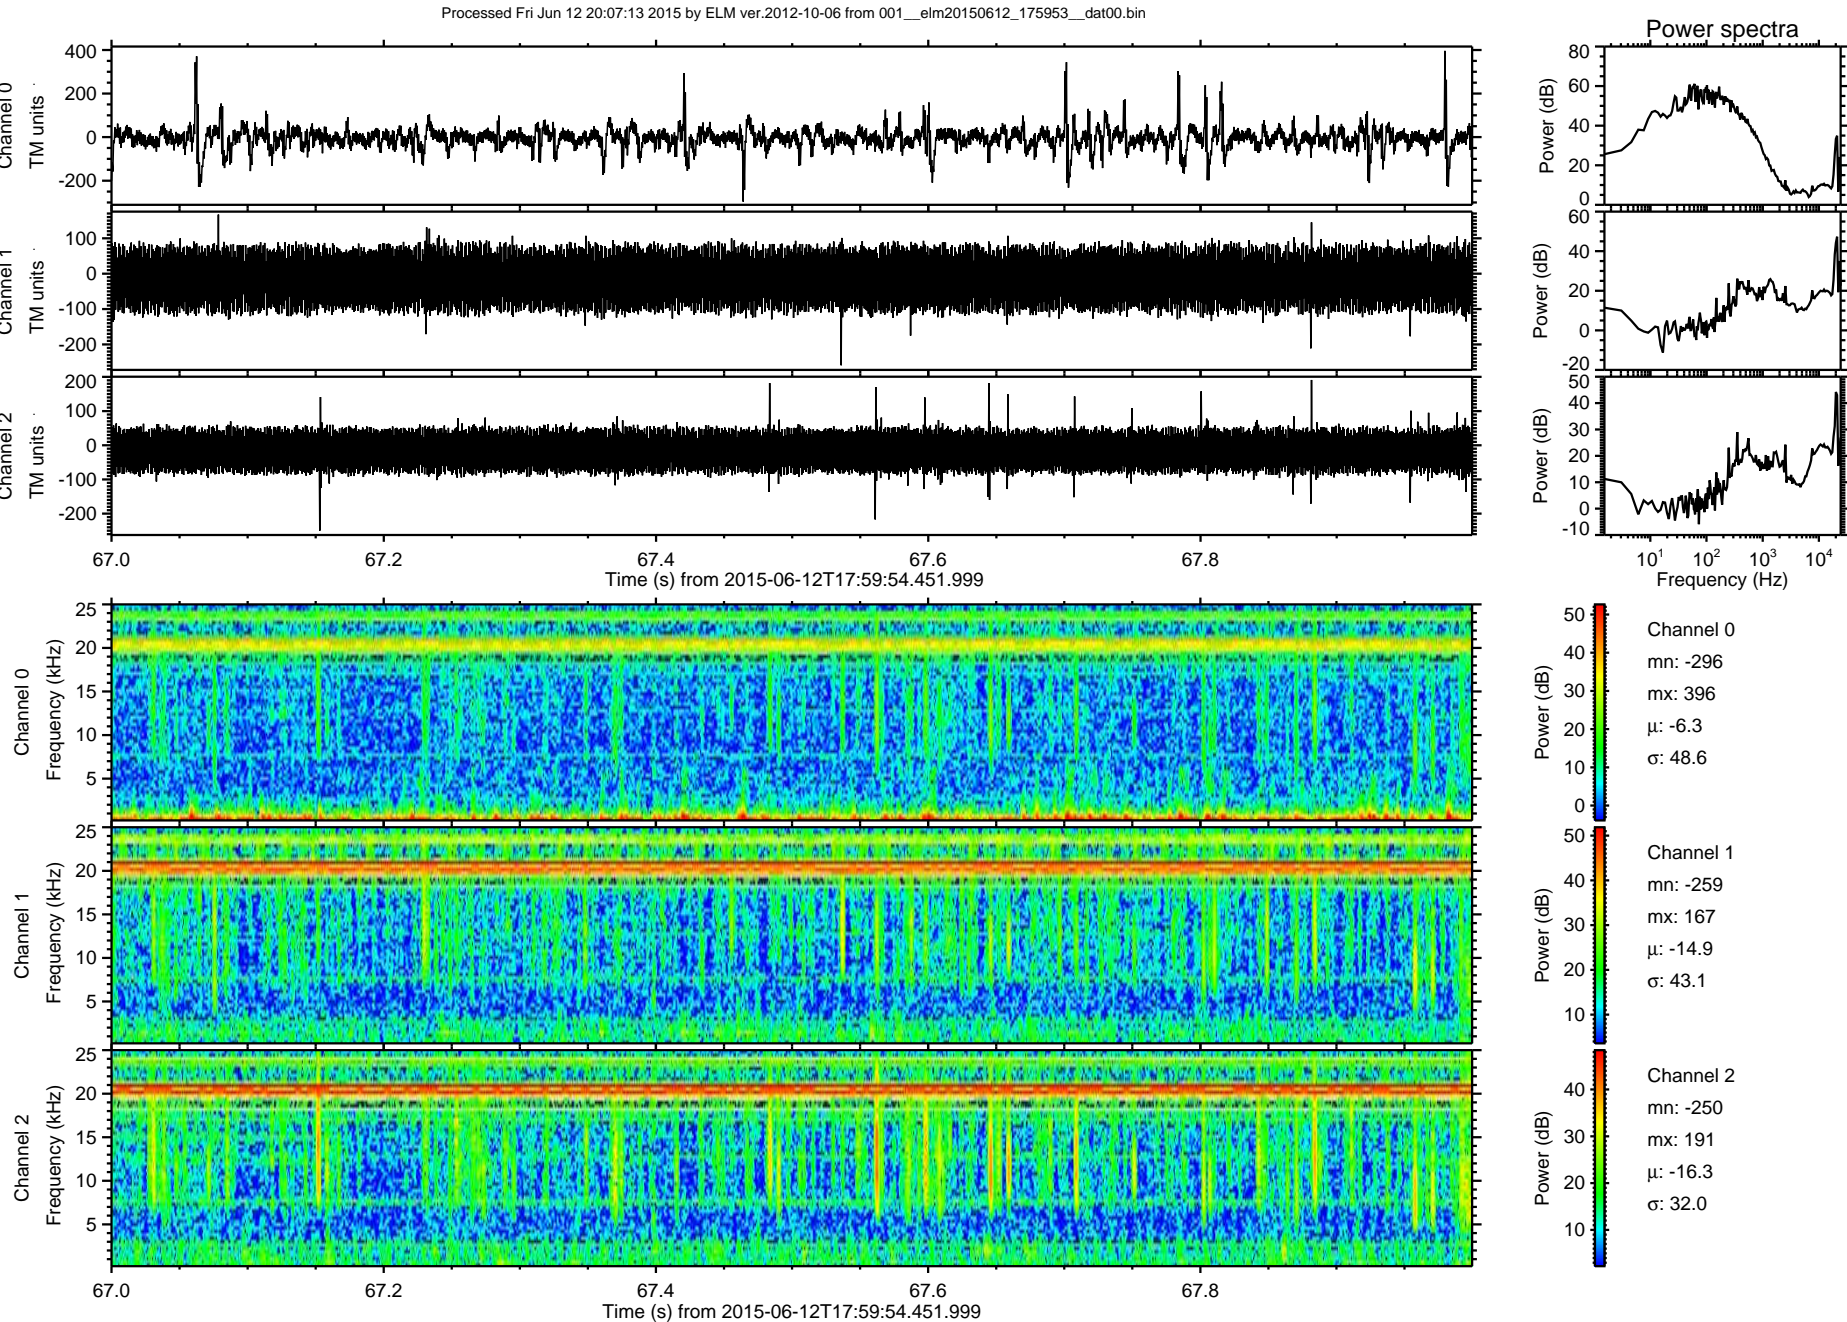 Processed Fri Jun 12 20:07:13 2015 by ELM ver.2012-10-06 from 001__elm20150612_175953__dat00.bin
Power spectra
Channel 0
TM units
400
200
0
-200
Power (dB)
80
60
40
20
0
Channel 1
TM units
100
0
-100
-200
Power (dB)
60
40
20
0
-20
Channel 2
TM units
200
100
0
-100
-200
Power (dB)
50
40
30
20
10
0
-10
67.0 67.2 67.4 67.6 67.8
Time (s) from 2015-06-12T17:59:54.451.999
10¹ 10² 10³ 10⁴
Frequency (Hz)
Channel 0
Frequency (kHz)
25
20
15
10
5
Power (dB)
50
40
30
20
10
0
Channel 0
mn: -296
mx: 396
μ: -6.3
σ: 48.6
Channel 1
Frequency (kHz)
25
20
15
10
5
Power (dB)
50
40
30
20
10
Channel 1
mn: -259
mx: 167
μ: -14.9
σ: 43.1
Channel 2
Frequency (kHz)
25
20
15
10
5
Power (dB)
40
30
20
10
Channel 2
mn: -250
mx: 191
μ: -16.3
σ: 32.0
67.0 67.2 67.4 67.6 67.8
Time (s) from 2015-06-12T17:59:54.451.999